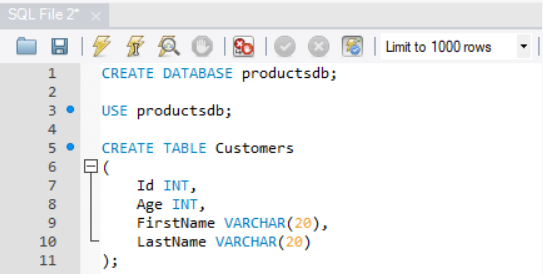 SQL File 2*
Limit to 1000 rows
1 CREATE DATABASE productsdb;
2
3 USE productsdb;
4
5 CREATE TABLE Customers
6 (
7 Id INT,
8 Age INT,
9 FirstName VARCHAR(20),
10 LastName VARCHAR(20)
11 );